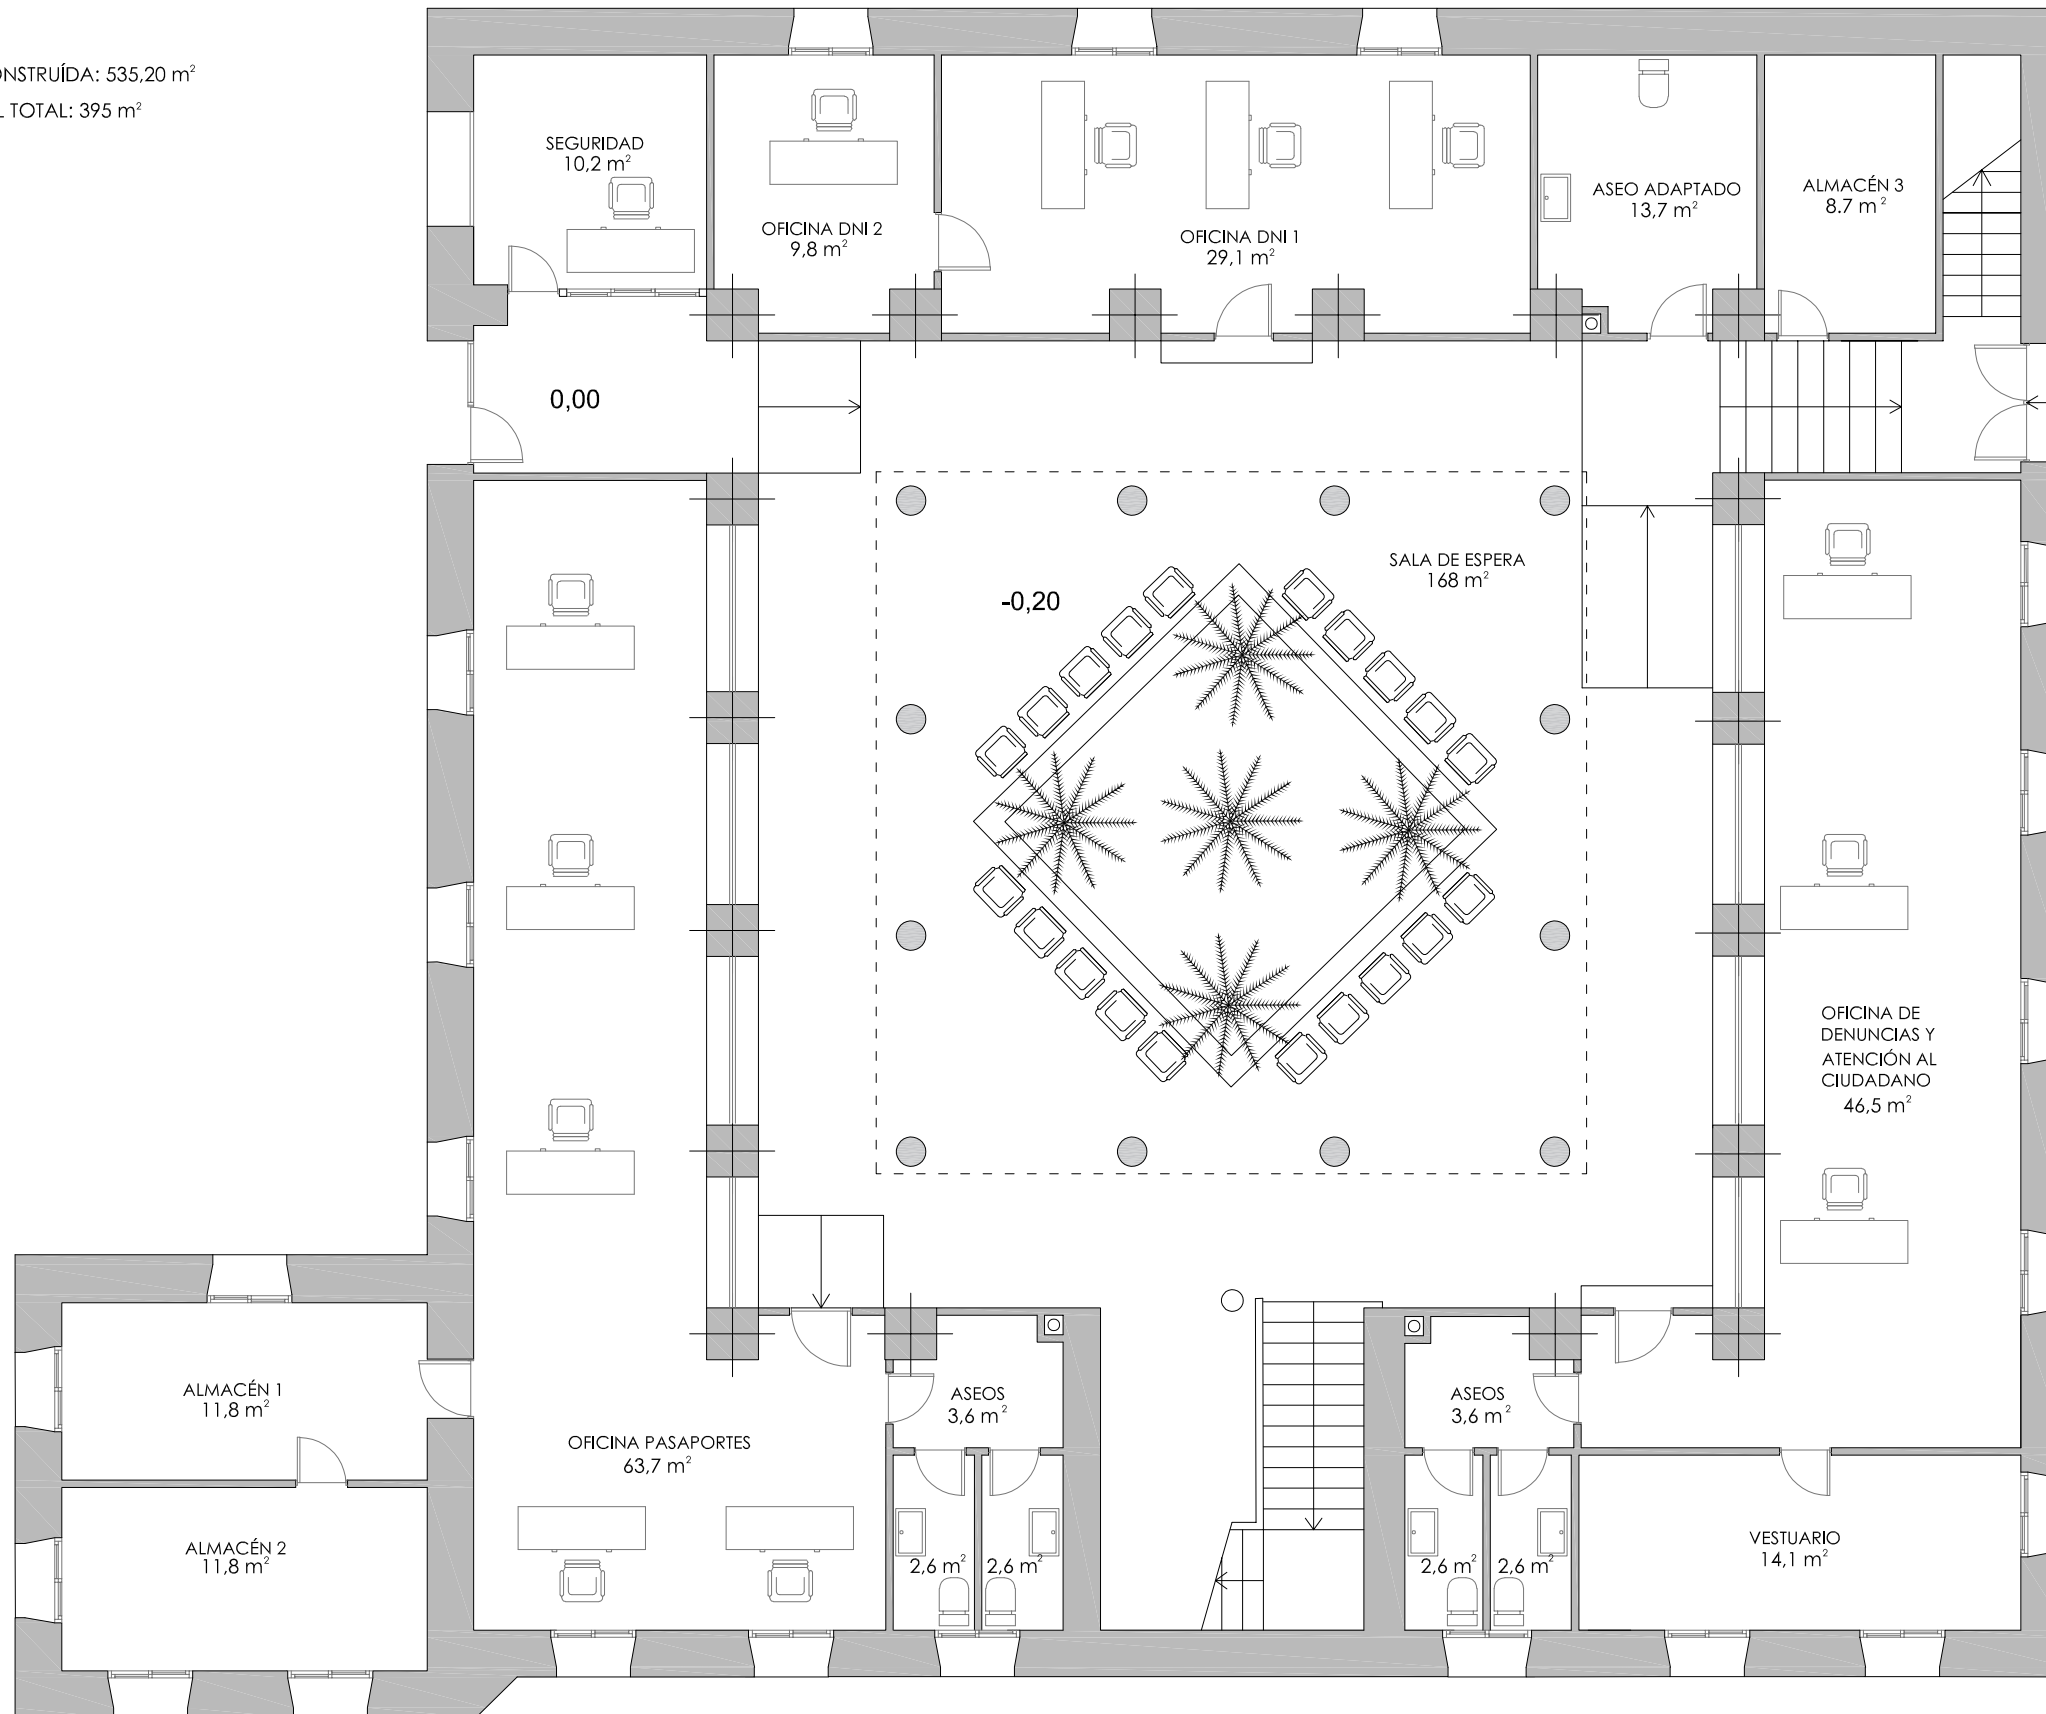 ONSTRUÍDA: 535,20 m²
L TOTAL: 395 m²
SEGURIDAD
10,2 m²
OFICINA DNI 2
9,8 m²
OFICINA DNI 1
29,1 m²
ASEO ADAPTADO
13,7 m²
ALMACÉN 3
8.7 m²
0,00
SALA DE ESPERA
168 m²
-0,20
OFICINA DE
DENUNCIAS Y
ATENCIÓN AL
CIUDADANO
46,5 m²
ALMACÉN 1
11,8 m²
OFICINA PASAPORTES
63,7 m²
ASEOS
3,6 m²
ASEOS
3,6 m²
ALMACÉN 2
11,8 m²
2,6 m²
2,6 m²
2,6 m²
2,6 m²
VESTUARIO
14,1 m²